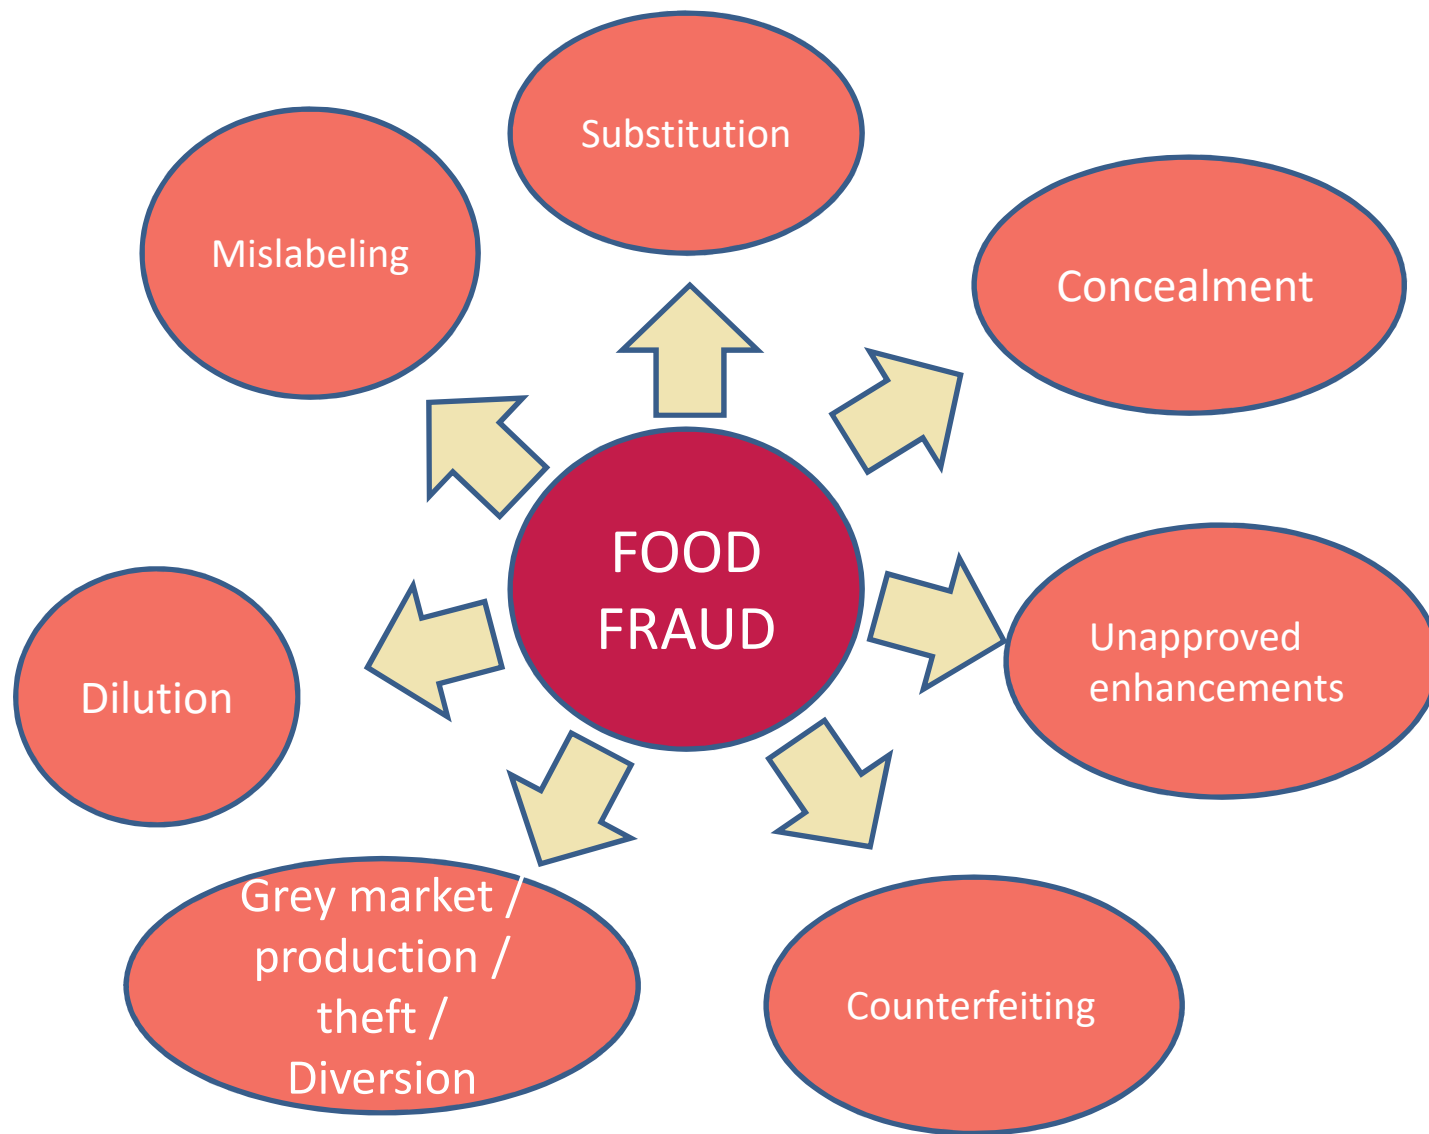 Substitution
Mislabeling
Concealment
FOOD
FRAUD
Unapproved
enhancements
Dilution
Grey market /
production /
theft /
Diversion
Counterfeiting